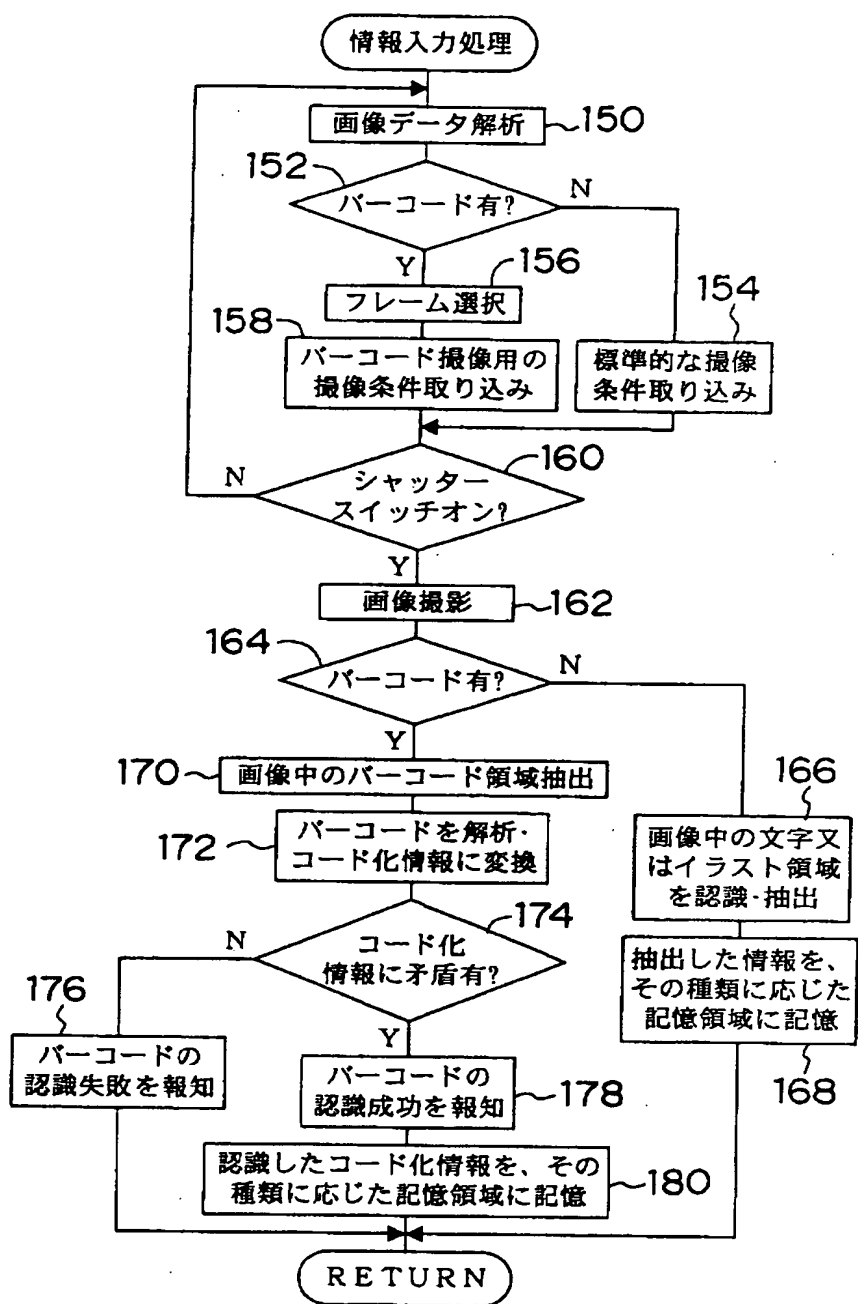 情報入力処理
画像データ解析
150
152
バーコード有?
N
Y
156
フレーム選択
154
158
バーコード撮像用の
撮像条件取り込み
標準的な撮像
条件取り込み
160
N
シャッター
スイッチオン?
Y
画像撮影
162
164
バーコード有?
N
Y
170
画像中のバーコード領域抽出
166
172
バーコードを解析・
コード化情報に変換
画像中の文字又
はイラスト領域
を認識・抽出
174
N
コード化
情報に矛盾有?
抽出した情報を、
その種類に応じた
記憶領域に記憶
176
Y
バーコードの
認識失敗を報知
バーコードの
認識成功を報知
178
168
認識したコード化情報を、その
種類に応じた記憶領域に記憶
180
RETURN